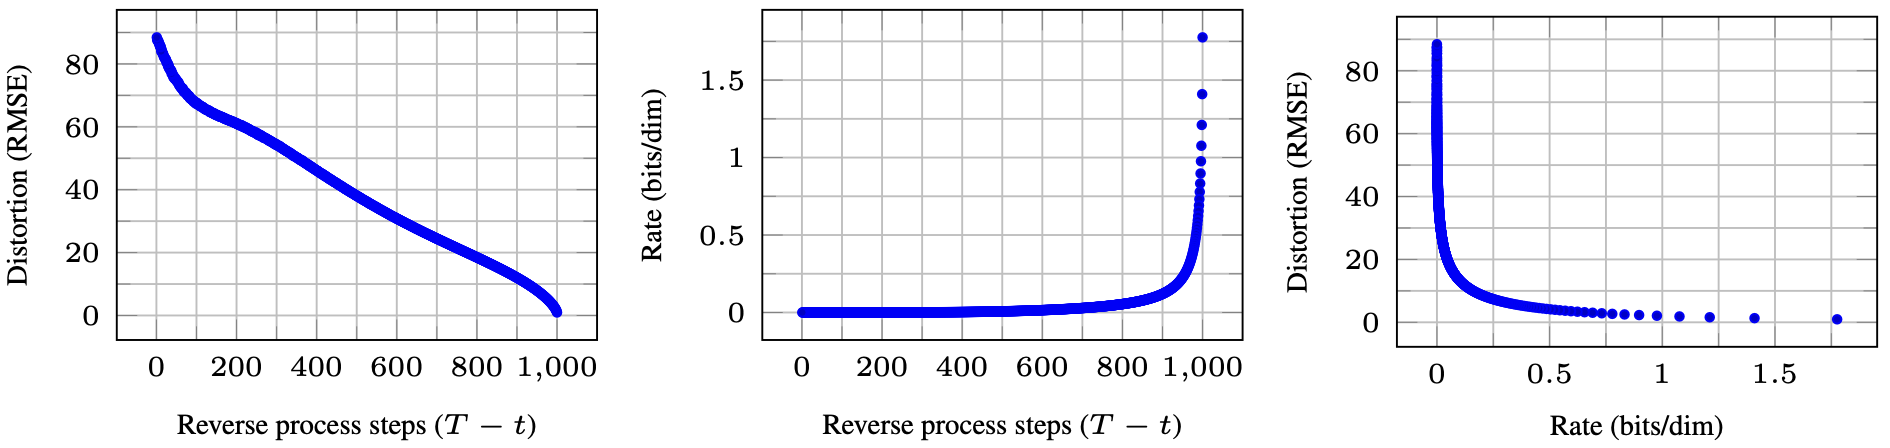 Distortion (RMSE)
80
60
40
20
0
0 200 400 600 800 1,000
Reverse process steps (T − t)
Rate (bits/dim)
1.5
1
0.5
0
0 200 400 600 800 1,000
Reverse process steps (T − t)
Distortion (RMSE)
80
60
40
20
0
0 0.5 1 1.5
Rate (bits/dim)